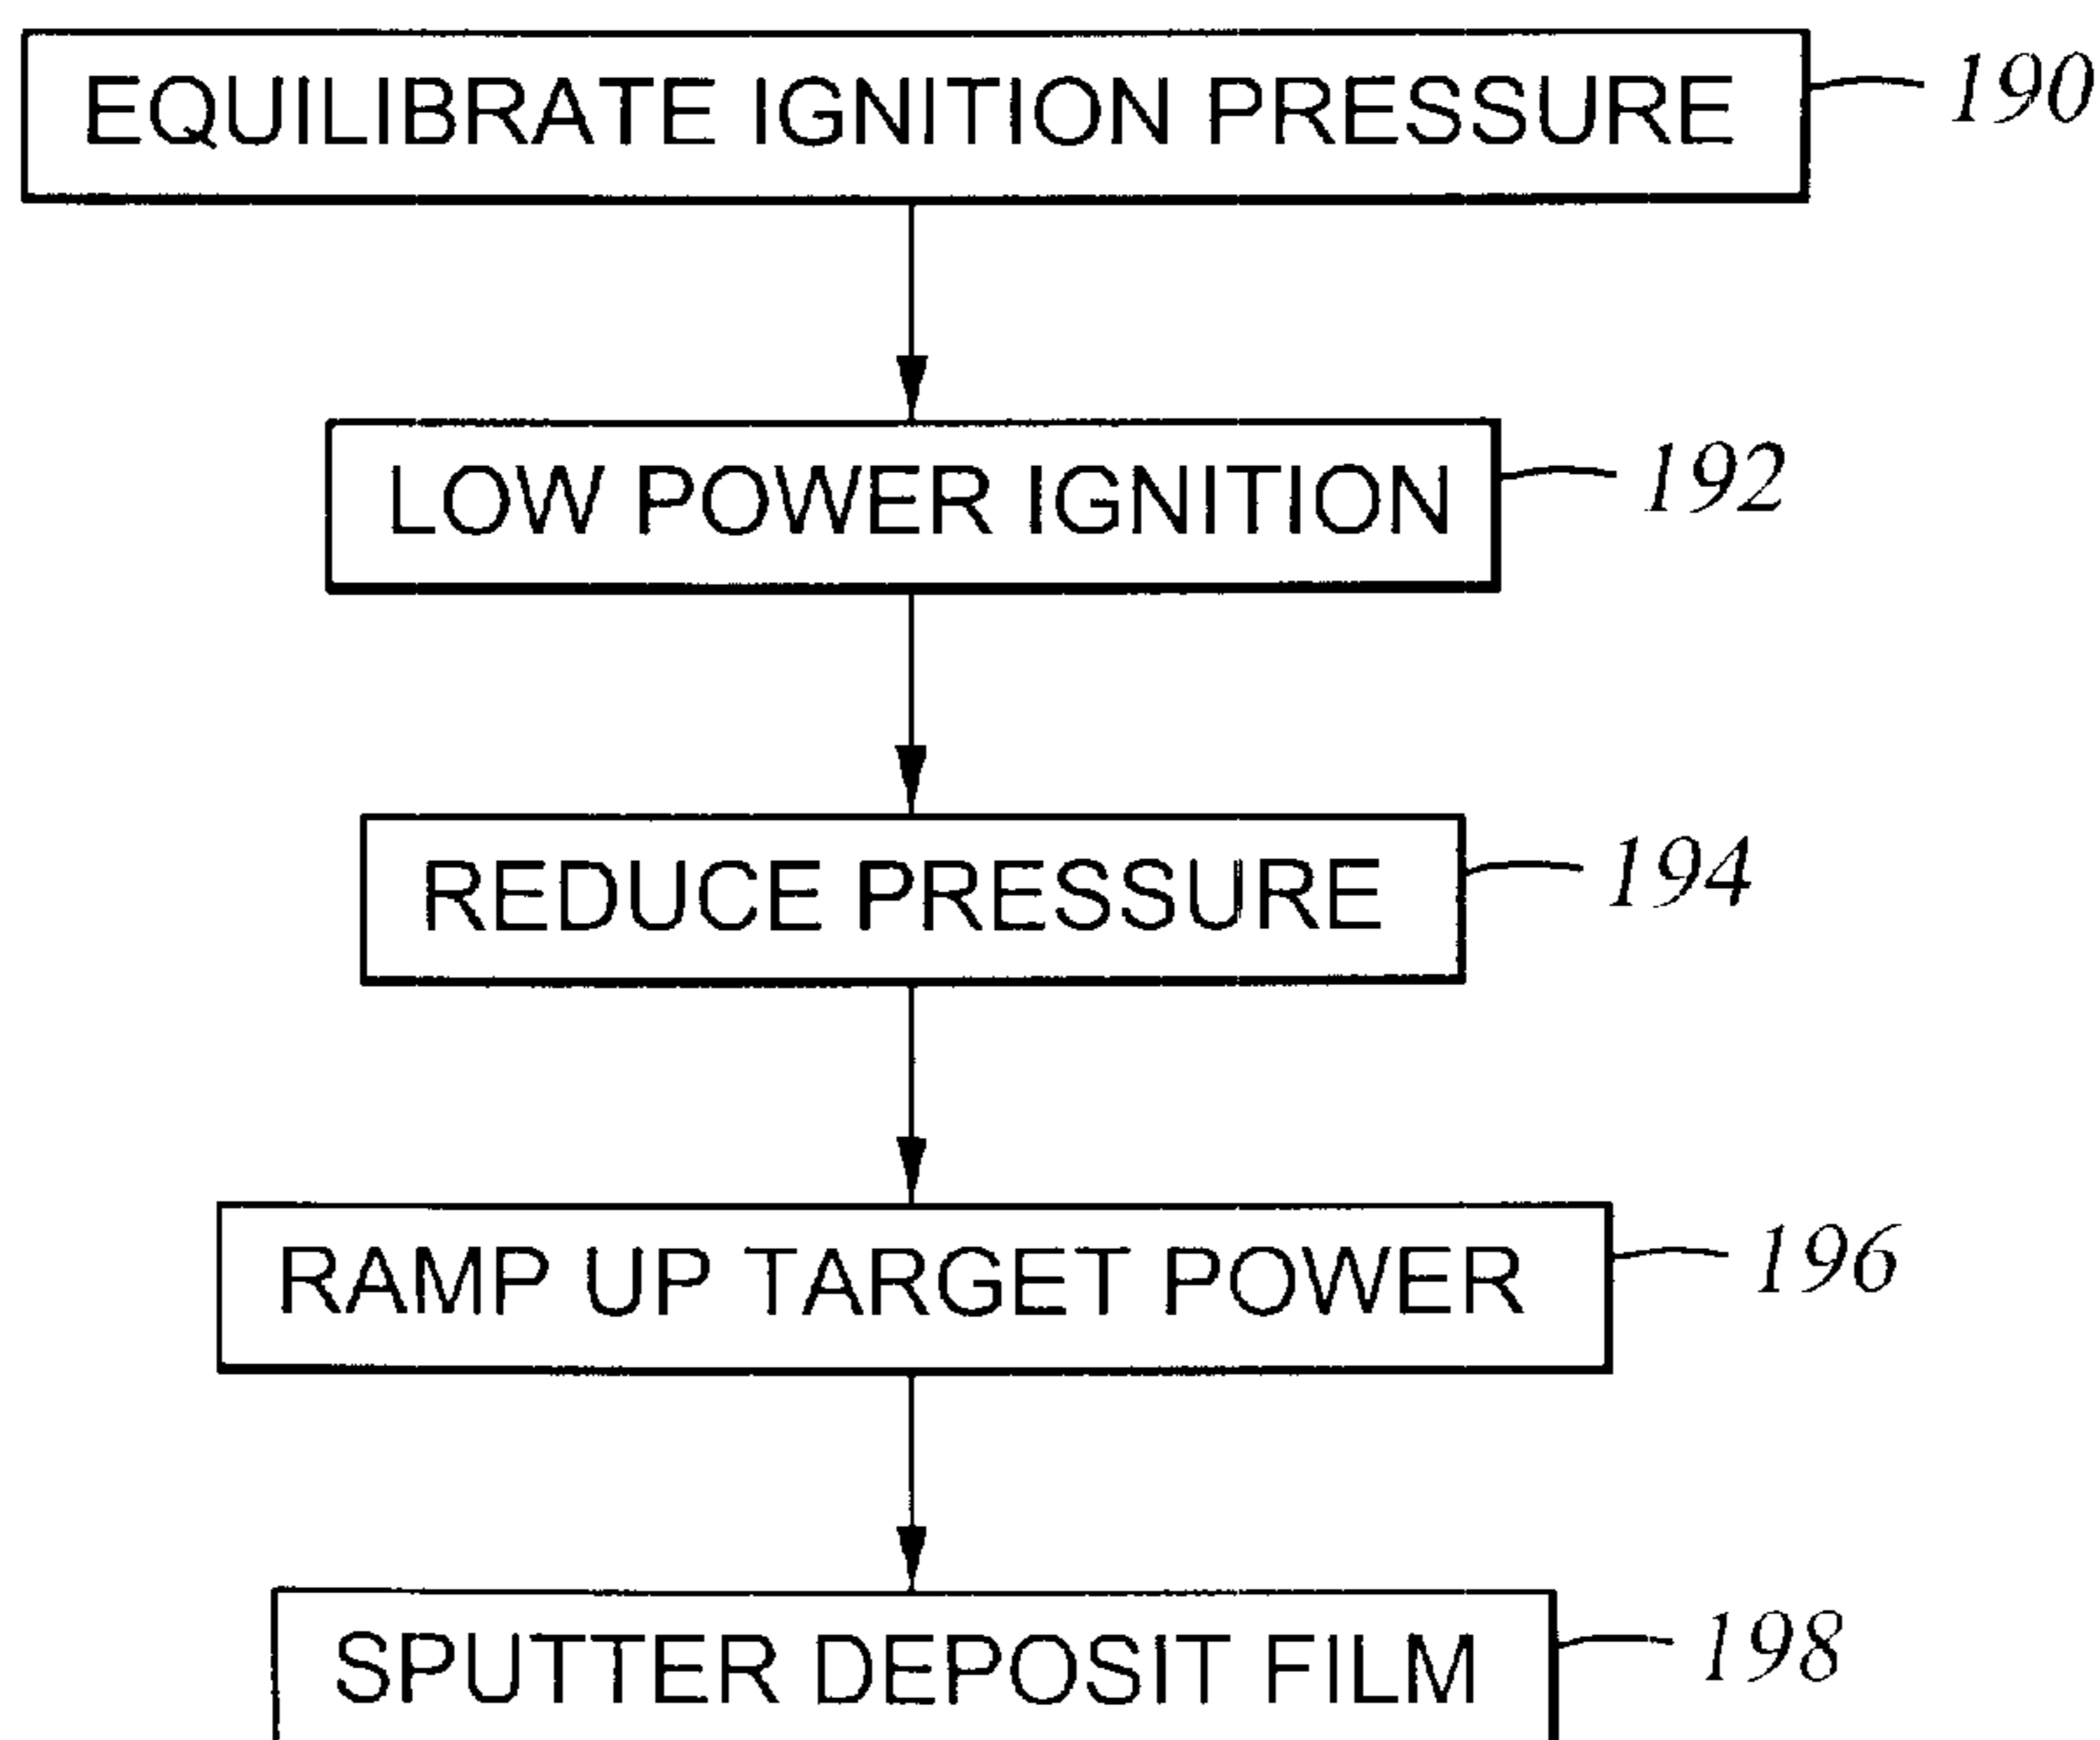 EQUILIBRATE IGNITION PRESSURE 190
LOW POWER IGNITION 192
REDUCE PRESSURE 194
RAMP UP TARGET POWER 196
SPUTTER DEPOSIT FILM 198